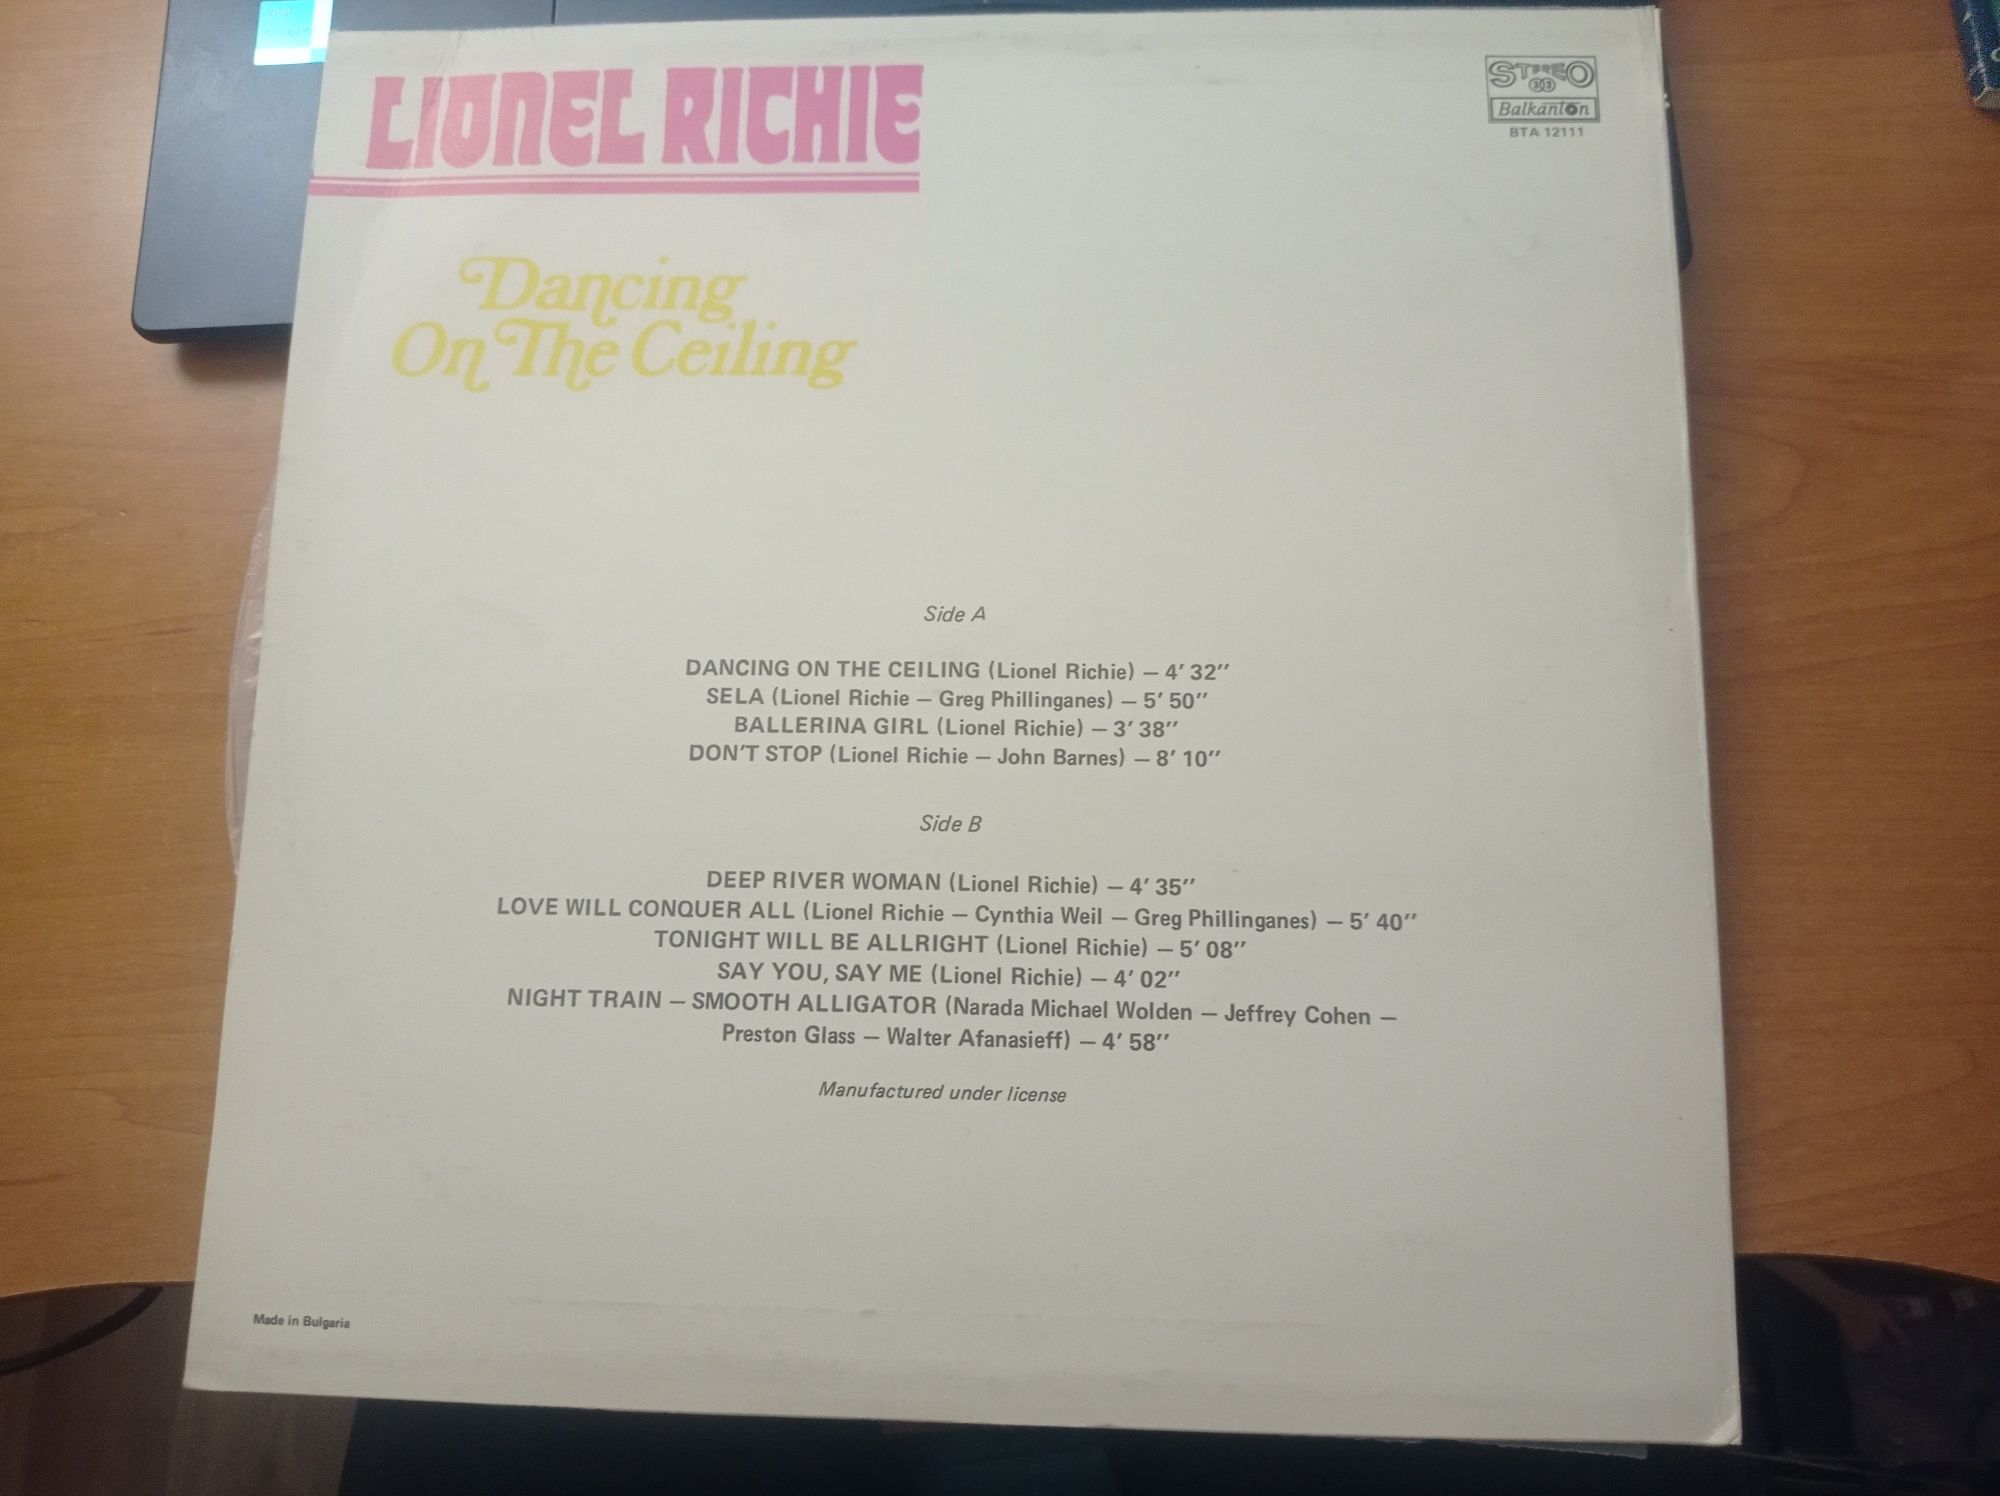 LIONEL RICHIE
STEREO
33
Balkanton
BTA 12111
Dancing
On The Ceiling
Side A
DANCING ON THE CEILING (Lionel Richie) — 4’ 32’’
SELA (Lionel Richie — Greg Phillinganes) — 5’ 50’’
BALLERINA GIRL (Lionel Richie) — 3’ 38’’
DON’T STOP (Lionel Richie — John Barnes) — 8’ 10’’
Side B
DEEP RIVER WOMAN (Lionel Richie) — 4’ 35’’
LOVE WILL CONQUER ALL (Lionel Richie — Cynthia Weil — Greg Phillinganes) — 5’ 40’’
TONIGHT WILL BE ALLRIGHT (Lionel Richie) — 5’ 08’’
SAY YOU, SAY ME (Lionel Richie) — 4’ 02’’
NIGHT TRAIN — SMOOTH ALLIGATOR (Narada Michael Wolden — Jeffrey Cohen —
Preston Glass — Walter Afanasieff) — 4’ 58’’
Manufactured under license
Made in Bulgaria